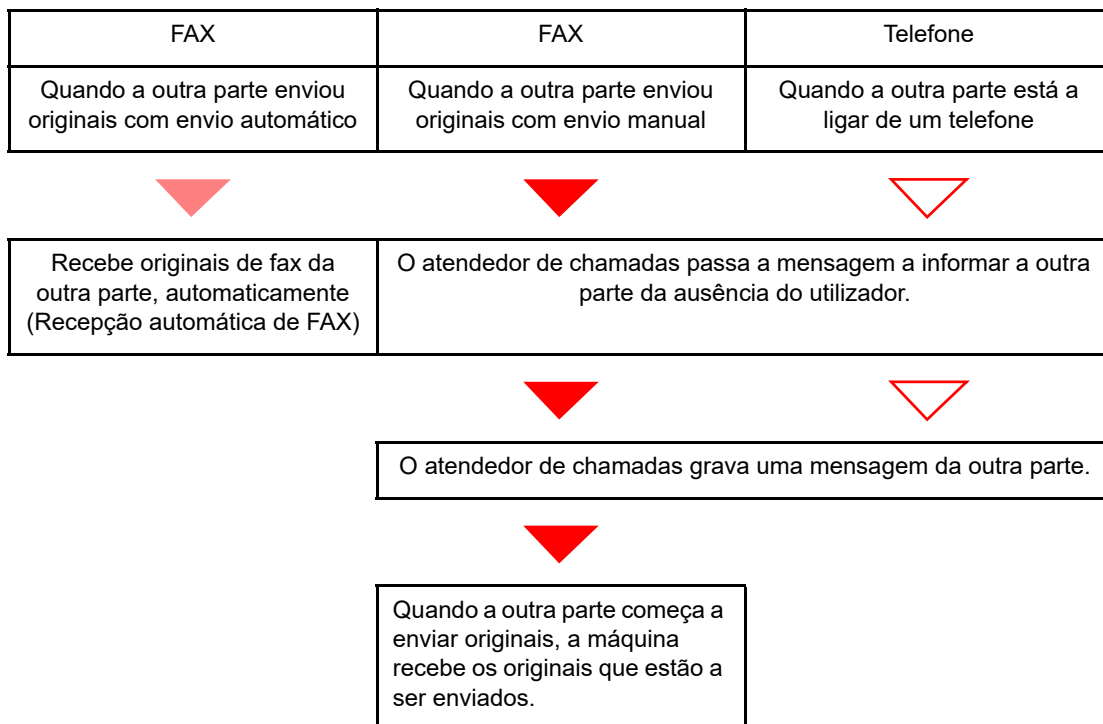 FAX
FAX
Telefone
Quando a outra parte enviou
originais com envio automático
Quando a outra parte enviou
originais com envio manual
Quando a outra parte está a
ligar de um telefone
Recebe originais de fax da
outra parte, automaticamente
(Recepção automática de FAX)
O atendedor de chamadas passa a mensagem a informar a outra
parte da ausência do utilizador.
O atendedor de chamadas grava uma mensagem da outra parte.
Quando a outra parte começa a
enviar originais, a máquina
recebe os originais que estão a
ser enviados.